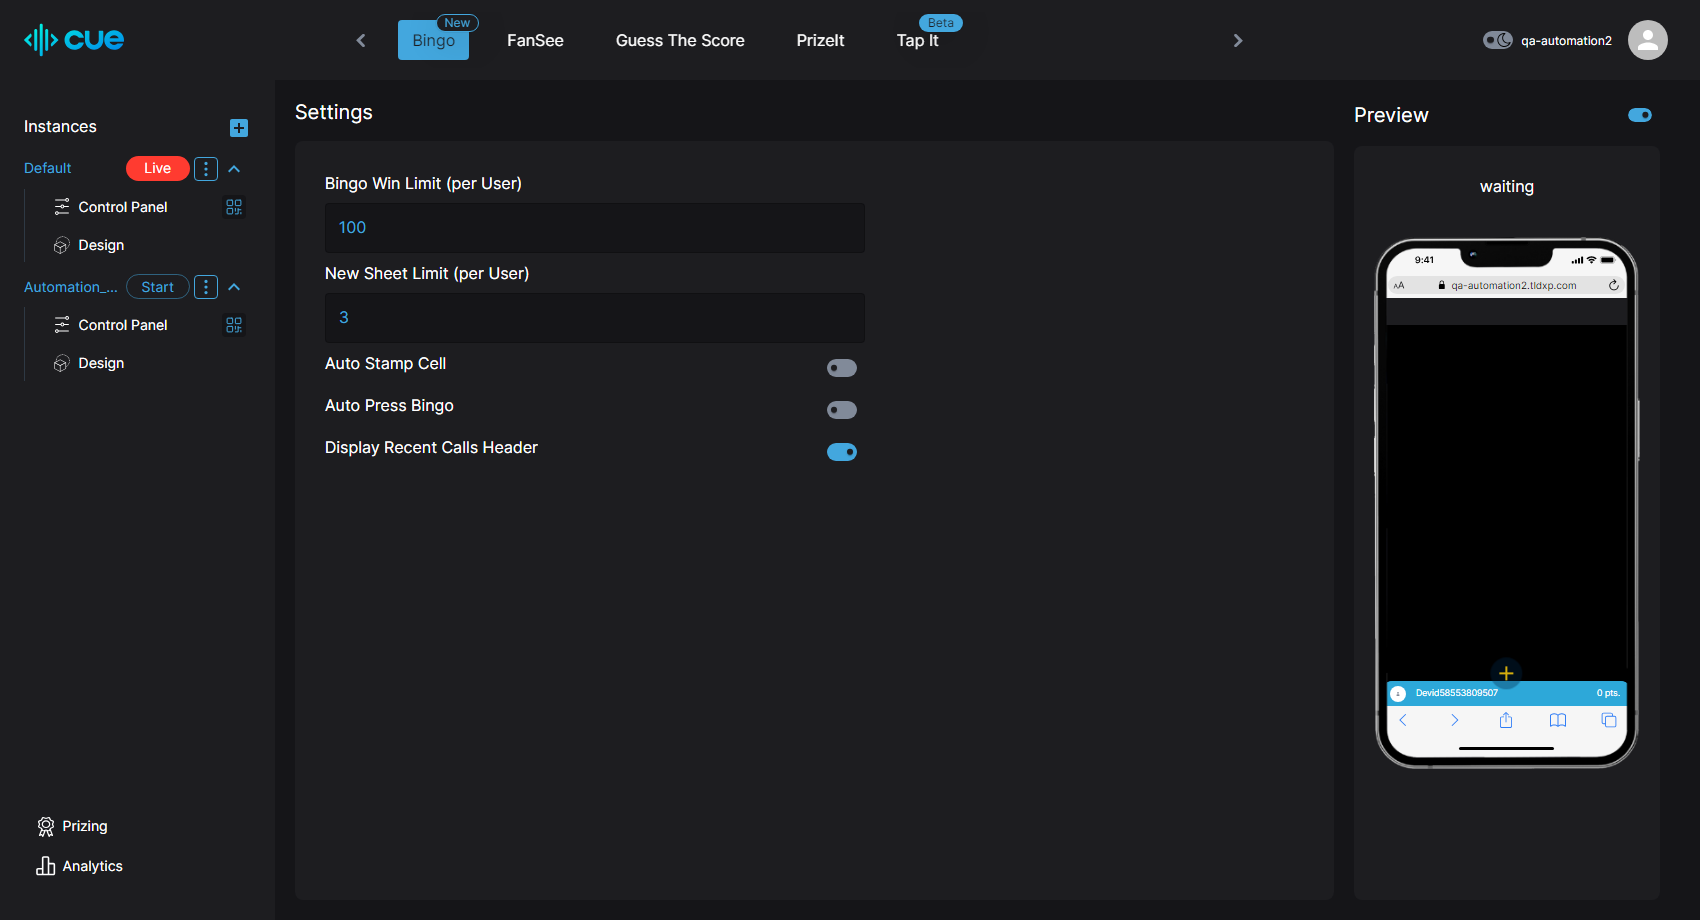 cue
New
Bingo
FanSee
Guess The Score
PrizeIt
Beta
Tap It
qa-automation2
Instances
Default
Live
Control Panel
Design
Automation_...
Start
Control Panel
Design
Prizing
Analytics
Settings
Bingo Win Limit (per User)
100
New Sheet Limit (per User)
3
Auto Stamp Cell
Auto Press Bingo
Display Recent Calls Header
Preview
waiting
9:41
AA qa-automation2.tldxp.com
Devid58553809507 0 pts.